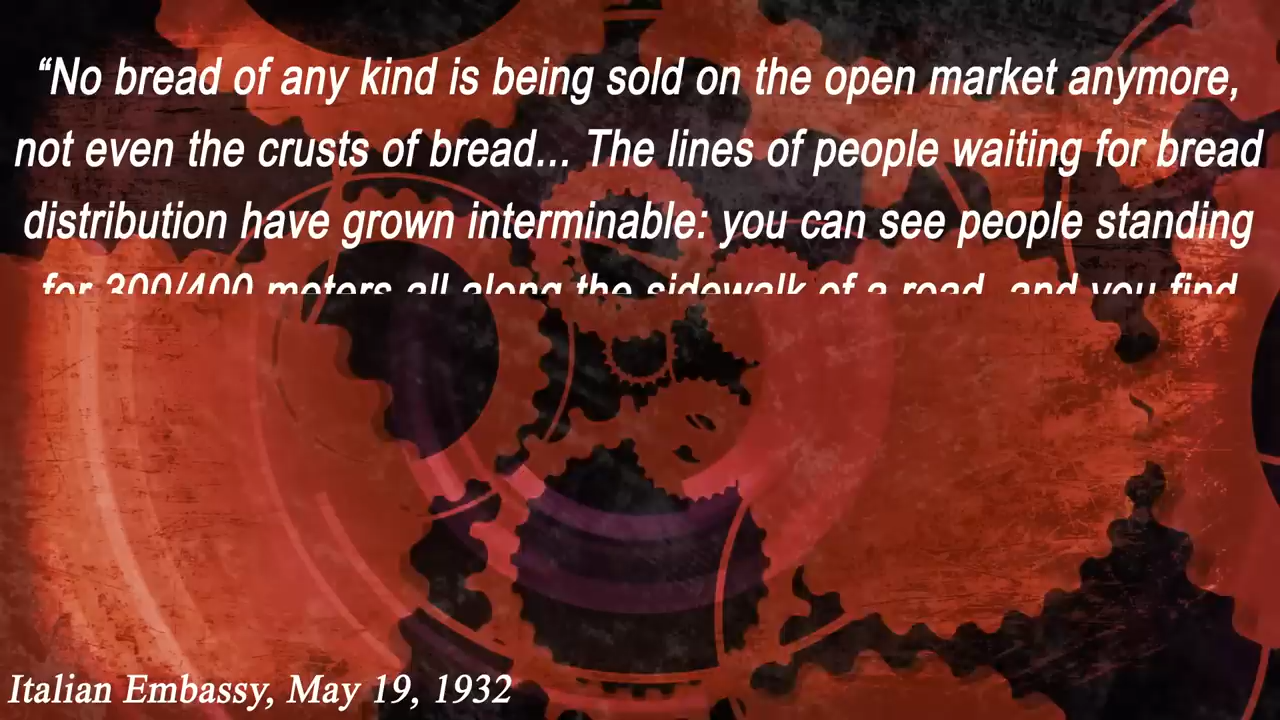 “No bread of any kind is being sold on the open market anymore,
not even the crusts of bread... The lines of people waiting for bread
distribution have grown interminable: you can see people standing
for 300/400 meters all along the sidewalk of a road, and you find
Italian Embassy, May 19, 1932